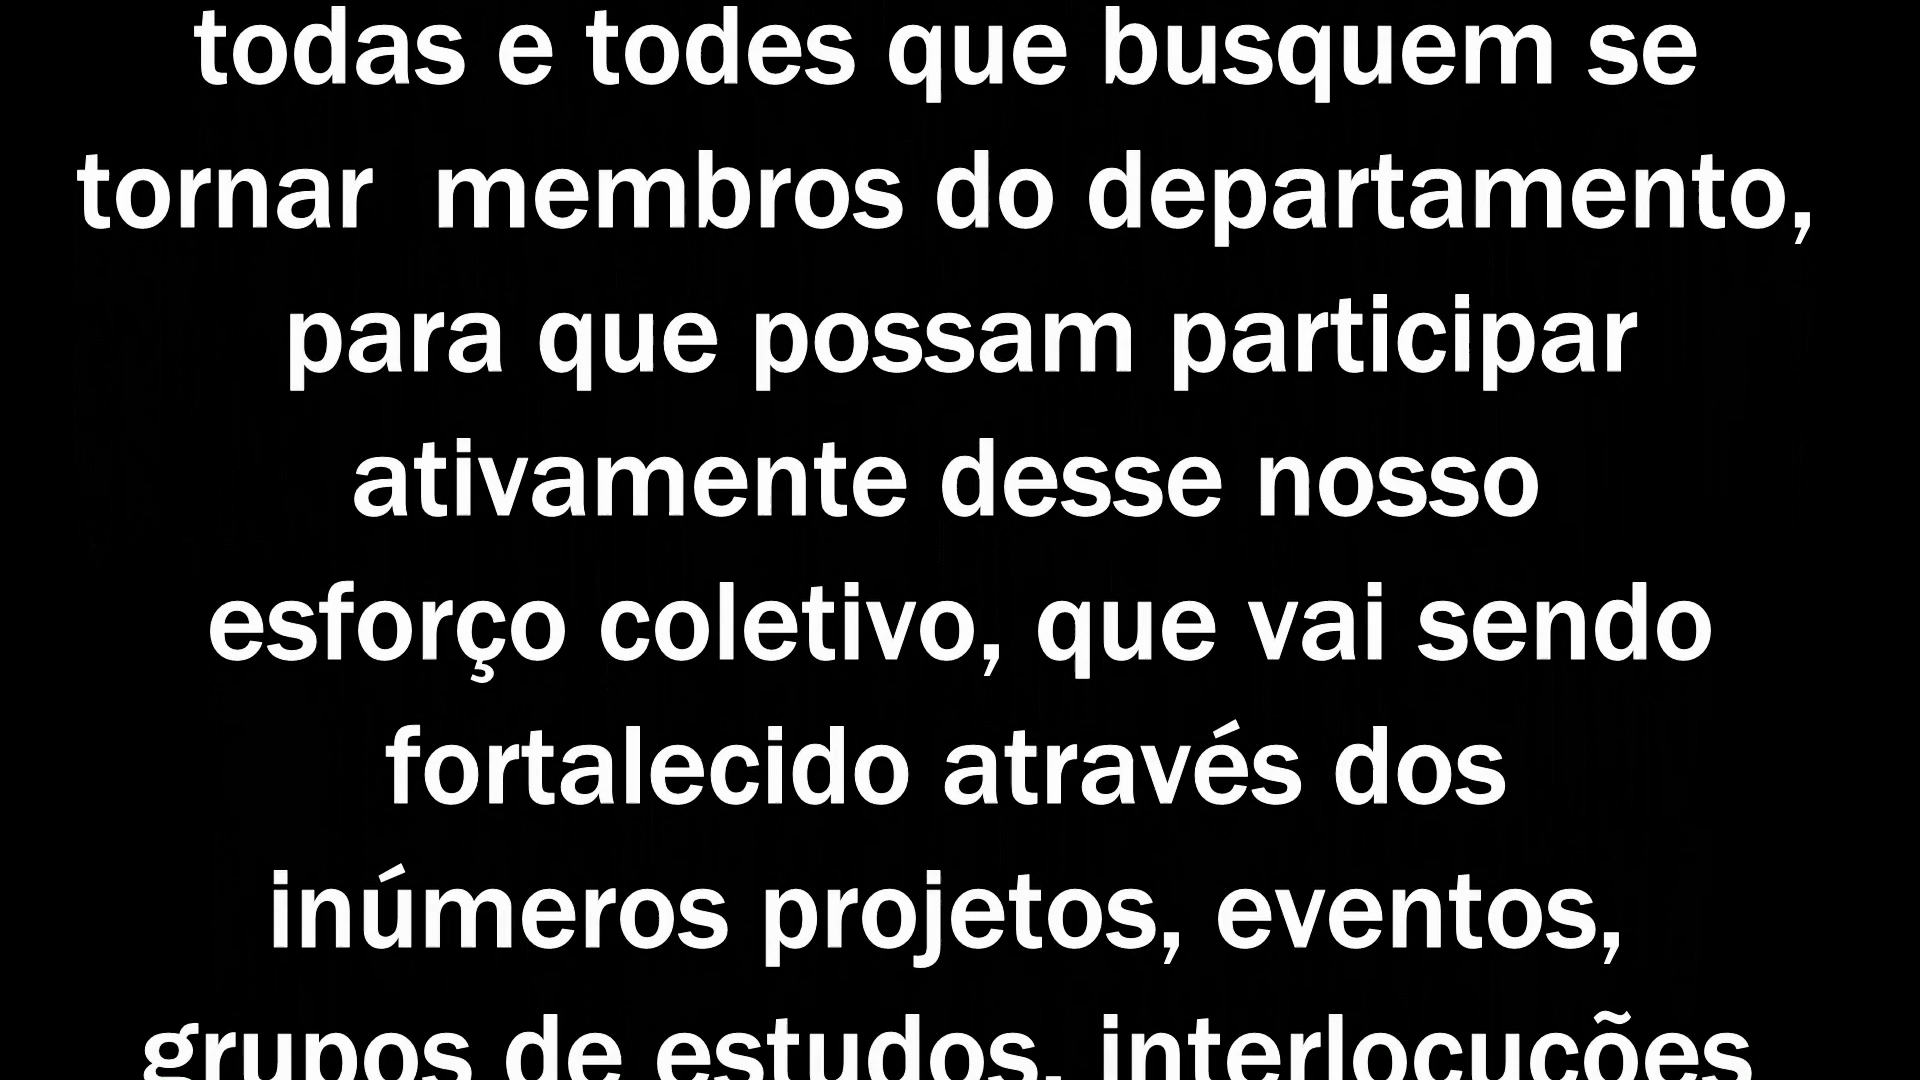 todas e todes que busquem se
tornar  membros do departamento,
para que possam participar
ativamente desse nosso
esforço coletivo, que vai sendo
fortalecido através dos
inúmeros projetos, eventos,
grupos de estudos, interlocuções